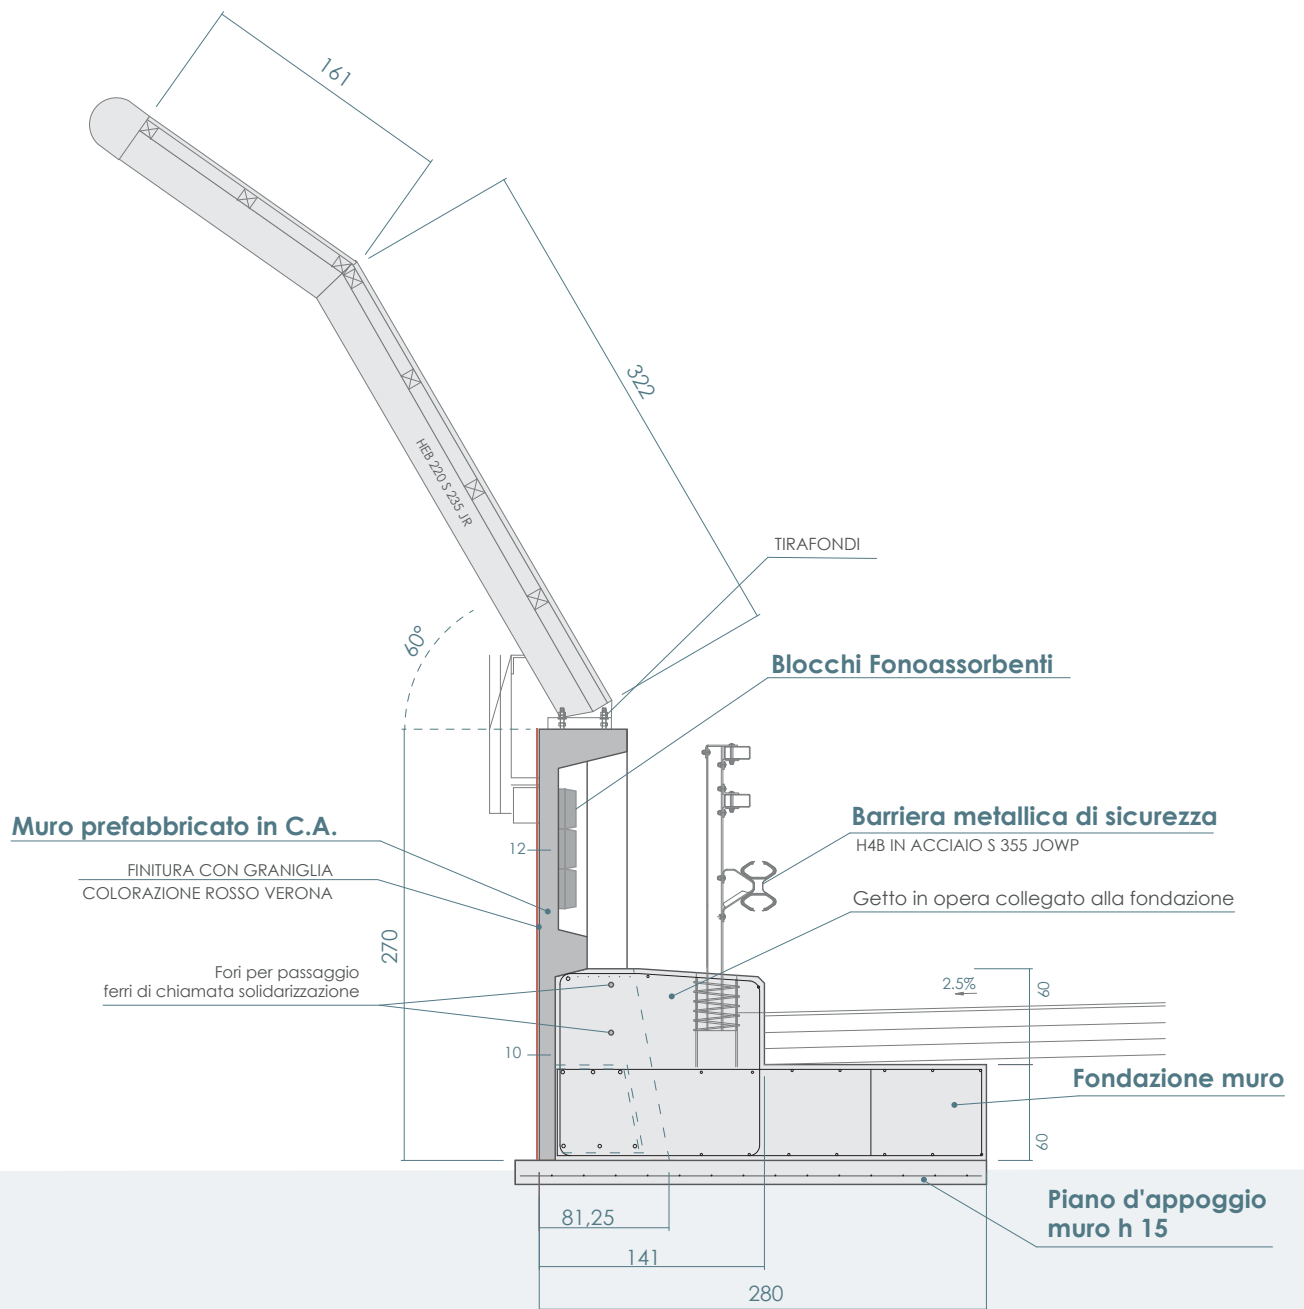 161
322
HEB 220 S 235 JR
TIRAFONDI
60°
Blocchi Fonoassorbenti
Muro prefabbricato in C.A.
FINITURA CON GRANIGLIA
COLORAZIONE ROSSO VERONA
12
Barriera metallica di sicurezza
H4B IN ACCIAIO S 355 JOWP
Getto in opera collegato alla fondazione
270
Fori per passaggio
ferri di chiamata solidarizzazione
2.5%
60
10
Fondazione muro
60
Piano d'appoggio
muro h 15
81,25
141
280